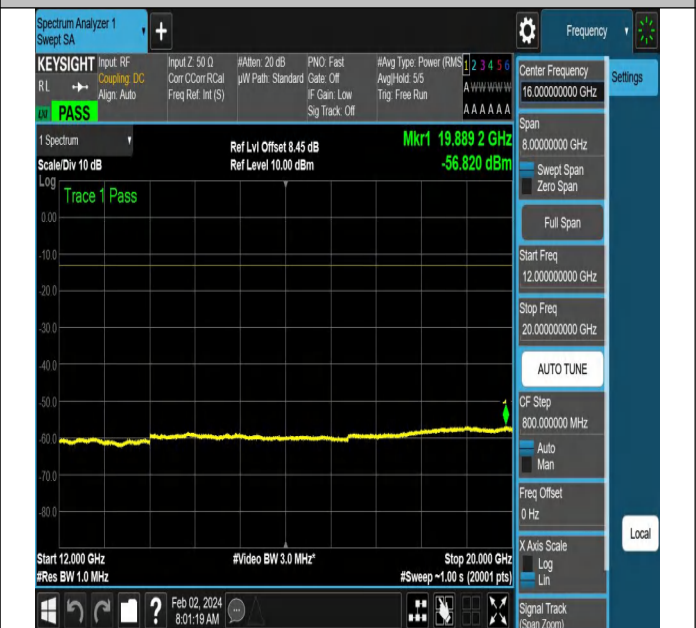 Spectrum Analyzer 1
Swept SA
+
Frequency
KEYSIGHT
RL
PASS
Input: RF
Coupling: DC
Align: Auto
Input Z: 50 Ω
Corr CCorr RCal
Freq Ref: Int (S)
#Atten: 20 dB
µW Path: Standard
PNO: Fast
Gate: Off
IF Gain: Low
Sig Track: Off
#Avg Type: Power (RMS
Avg|Hold: 5/5
Trig: Free Run
1 2 3 4 5 6
A W W W W W
A A A A A A
1 Spectrum
Scale/Div 10 dB
Log
Ref Lvl Offset 8.45 dB
Ref Level 10.00 dBm
Mkr1 19.889 2 GHz
-56.820 dBm
Trace 1 Pass
0.00
-10.0
-20.0
-30.0
-40.0
-50.0
-60.0
-70.0
-80.0
Start 12.000 GHz
#Res BW 1.0 MHz
#Video BW 3.0 MHz*
Stop 20.000 GHz
#Sweep ~1.00 s (20001 pts)
Feb 02, 2024
8:01:19 AM
Center Frequency
16.000000000 GHz
Settings
Span
8.00000000 GHz
Swept Span
Zero Span
Full Span
Start Freq
12.000000000 GHz
Stop Freq
20.000000000 GHz
AUTO TUNE
CF Step
800.000000 MHz
Auto
Man
Freq Offset
0 Hz
X Axis Scale
Log
Lin
Signal Track
(Span Zoom)
Local